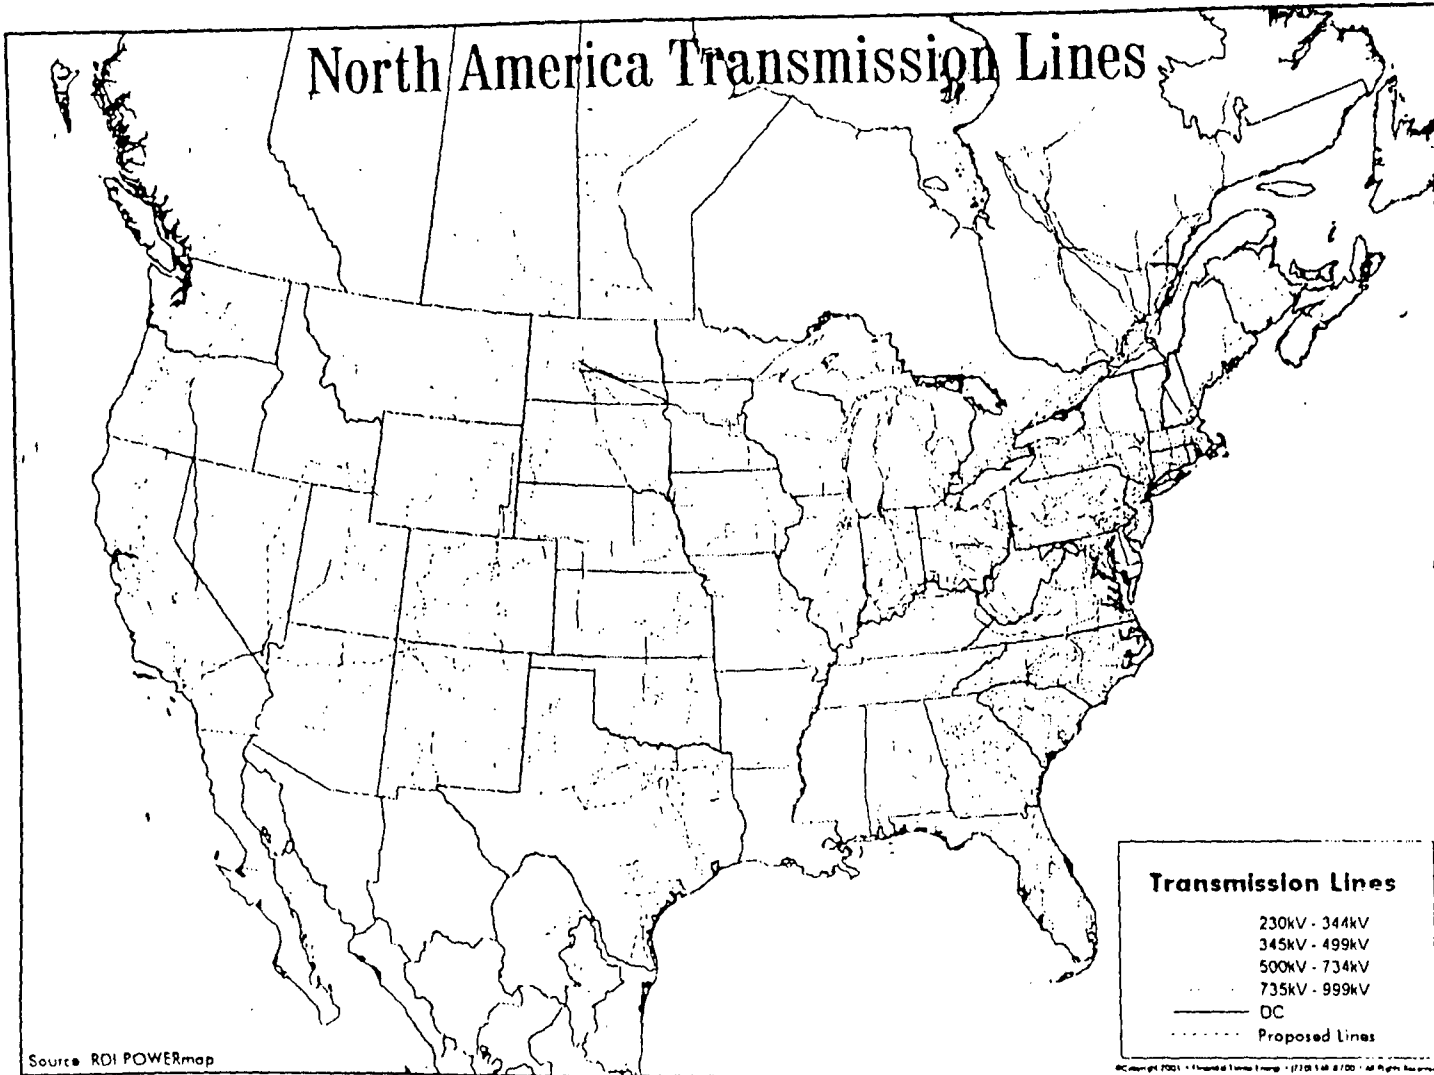 North America Transmission Lines
Transmission Lines
230kV - 344kV
345kV - 499kV
500kV - 734kV
735kV - 999kV
DC
Proposed Lines
Source RDI POWERmap